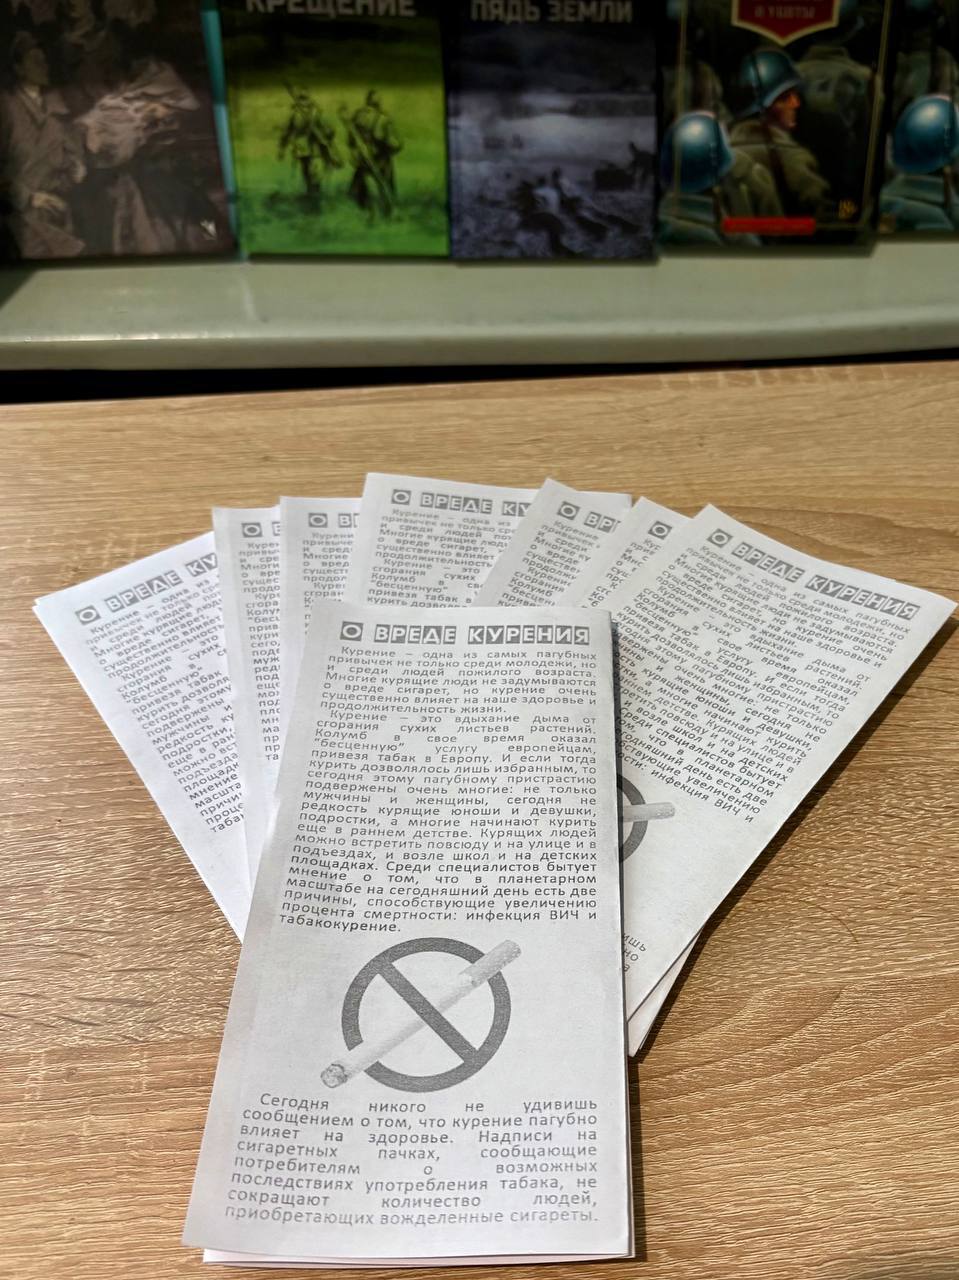 КРЕЩЕНИЕ
ПЯДЬ ЗЕМЛИ
О ВРЕДЕ КУРЕНИЯ
Курение – одна из самых пагубных
привычек не только среди молодежи, но
и среди людей пожилого возраста.
Многие курящие люди не задумываются
о вреде сигарет, но курение очень
существенно влияет на наше здоровье и
продолжительность жизни.
Курение – это вдыхание дыма от
сгорания сухих листьев растений.
Колумб в свое время оказал
"бесценную" услугу европейцам,
привезя табак в Европу. И если тогда
курить дозволялось лишь избранным, то
сегодня этому пагубному пристрастию
подвержены очень многие: не только
мужчины и женщины, сегодня не
редкость курящие юноши и девушки,
подростки, а многие начинают курить
еще в раннем детстве. Курящих людей
можно встретить повсюду и на улице и в
подъездах, и возле школ и на детских
площадках. Среди специалистов бытует
мнение о том, что в планетарном
масштабе на сегодняшний день есть две
причины, способствующие увеличению
процента смертности: инфекция ВИЧ и
табакокурение.
Сегодня никого не удивишь
сообщением о том, что курение пагубно
влияет на здоровье. Надписи на
сигаретных пачках, сообщающие
потребителям о возможных
последствиях употребления табака, не
сокращают количество людей,
приобретающих вожделенные сигареты.